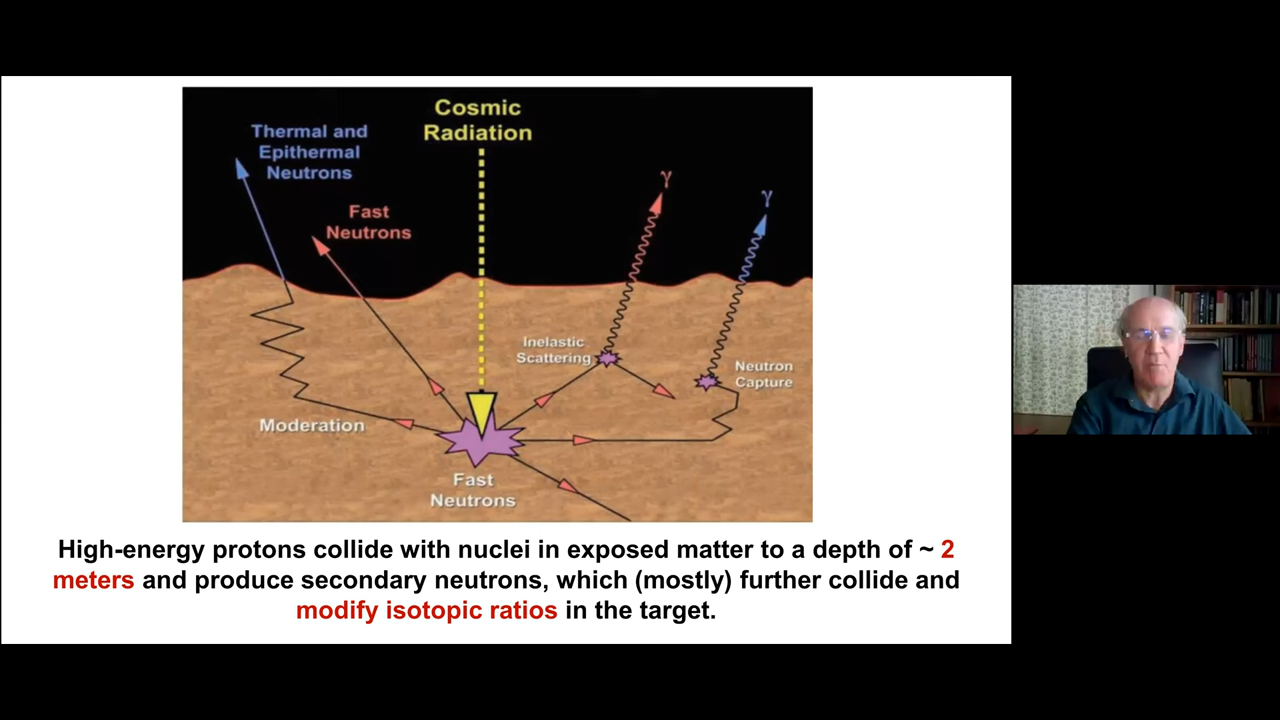 Cosmic
Radiation
Thermal and
Epithermal
Neutrons
Fast
Neutrons
γ
γ
Inelastic
Scattering
Neutron
Capture
Moderation
Fast
Neutrons
High-energy protons collide with nuclei in exposed matter to a depth of ~ 2
meters and produce secondary neutrons, which (mostly) further collide and
modify isotopic ratios in the target.